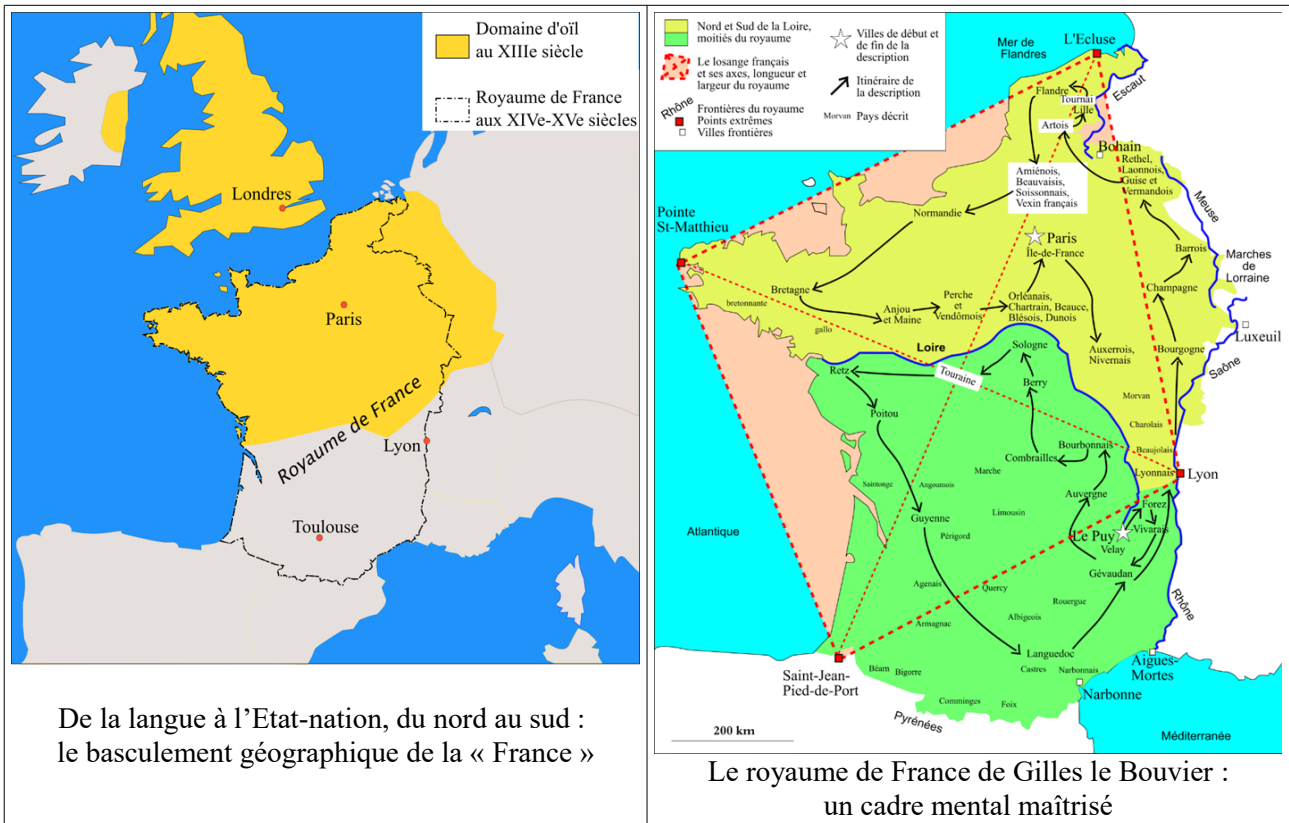 Domaine d'oïl
au XIIIe siècle
Royaume de France
aux XIVe-XVe siècles
Londres
Paris
Royaume de France
Lyon
Toulouse
De la langue à l’Etat-nation, du nord au sud :
le basculement géographique de la « France »
Nord et Sud de la Loire,
moitiés du royaume
Le losange français
et ses axes, longueur et
largeur du royaume
Rhône
Frontières du royaume
Points extrêmes
Villes frontières
Villes de début et
de fin de la
description
Itinéraire de
la description
Morvan
Pays décrit
Mer de
Flandres
L'Ecluse
Escaut
Flandre
Tournai
Lille
Artois
Bohain
Rethel,
Laonnois,
Guise et
Vermandois
Meuse
Amiénois,
Beauvaisis,
Soissonnais,
Vexin français
Normandie
Pointe
St-Matthieu
Paris
Île-de-France
Barrois
Marches
de
Lorraine
Champagne
Bretagne
bretonnante
gallo
Anjou
et Maine
Perche
et
Vendômois
Orléanais,
Chartrain, Beauce,
Blésois, Dunois
Luxeuil
Auxerrois,
Nivernais
Bourgogne
Saône
Loire
Sologne
Retz
Touraine
Berry
Morvan
Poitou
Charolais
Bourbonnais
Beaujolais
Combrailles
Lyonnais
Lyon
Marche
Saintonge
Angoumois
Auvergne
Forez
Limousin
Guyenne
Vivarais
Périgord
Le Puy
Velay
Atlantique
Gévaudan
Agenais
Quercy
Rouergue
Rhône
Albigeois
Armagnac
Languedoc
Aigues-
Mortes
Saint-Jean-
Pied-de-Port
Béarn
Bigorre
Castres
Narbonnais
Narbonne
Comminges
Foix
Pyrénées
200 km
Méditerranée
Le royaume de France de Gilles le Bouvier :
un cadre mental maîtrisé